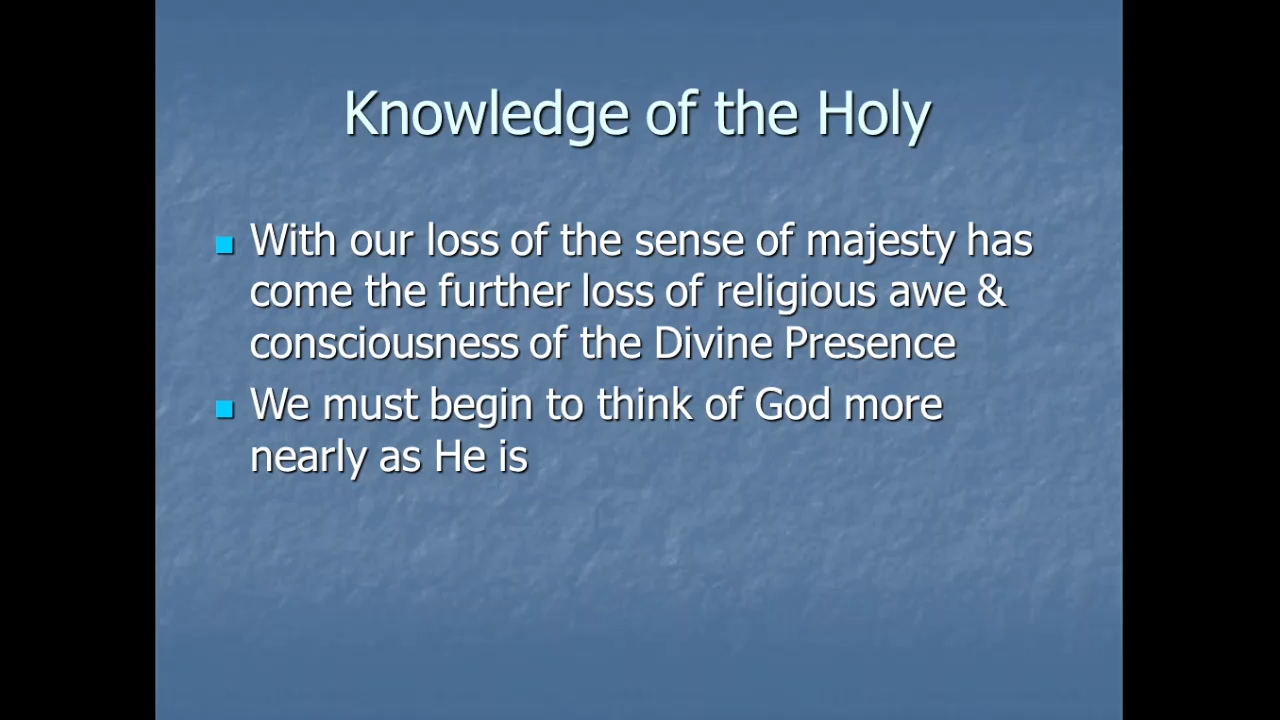 Knowledge of the Holy
With our loss of the sense of majesty has
come the further loss of religious awe &
consciousness of the Divine Presence
We must begin to think of God more
nearly as He is